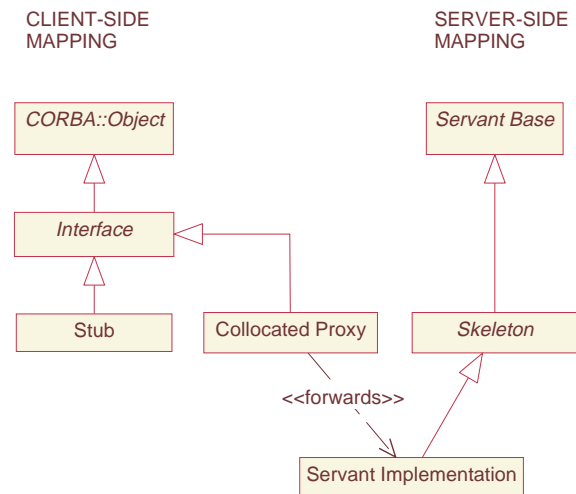 CLIENT-SIDE
MAPPING
SERVER-SIDE
MAPPING
CORBA::Object
Servant Base
Interface
Stub
Collocated Proxy
Skeleton
<<forwards>>
Servant Implementation